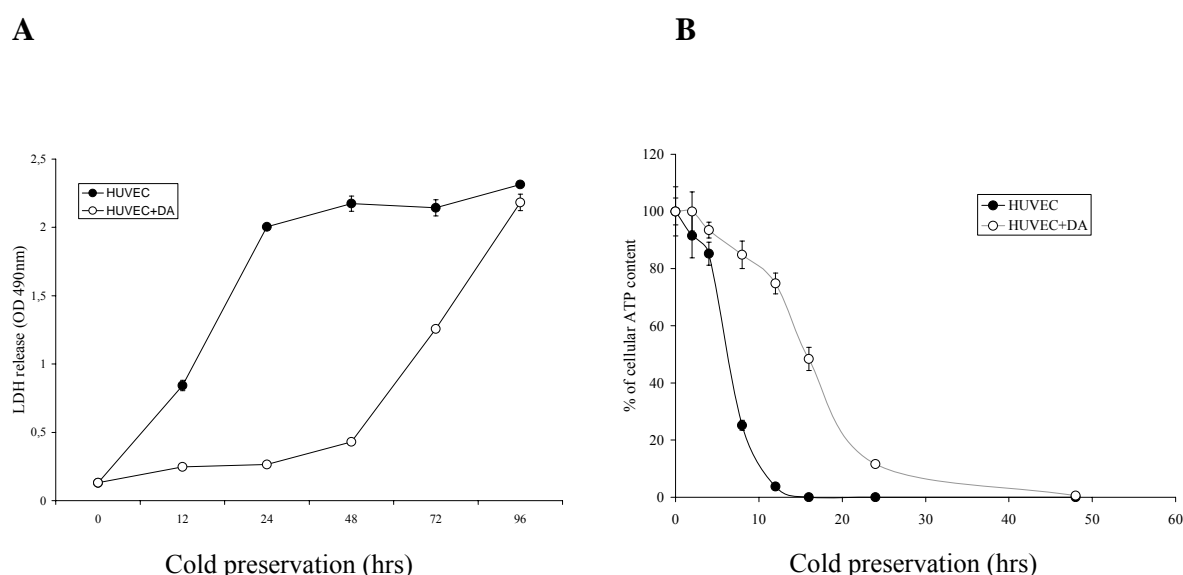 A
B
2,5
2
1,5
1
0,5
0
LDH release (OD 490nm)
HUVEC
HUVEC+DA
0 12 24 48 72 96
Cold preservation (hrs)
120
100
80
60
40
20
0
% of cellular ATP content
HUVEC
HUVEC+DA
0 10 20 30 40 50 60
Cold preservation (hrs)